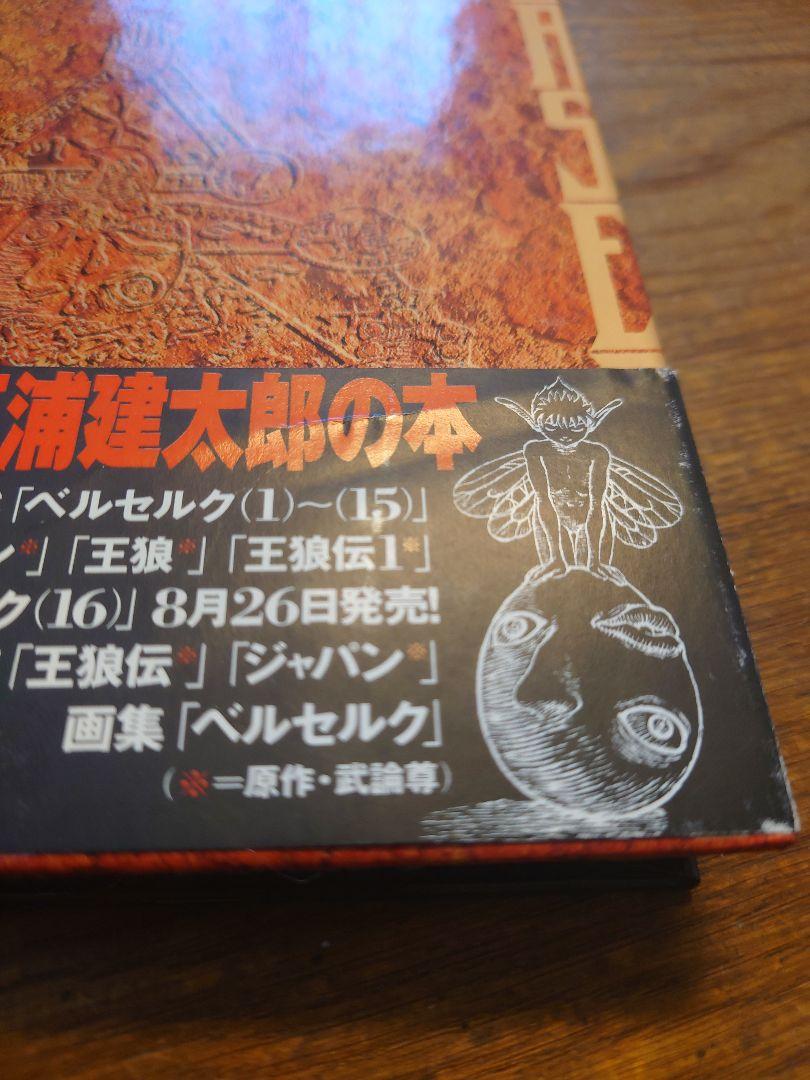 RSE
浦建太郎の本
「ベルセルク(1)〜(15)」
ン※」「王狼※」「王狼伝1※」
ク(16)」8月26日発売!
「王狼伝※」「ジャパン※」
画集「ベルセルク」
(※=原作・武論尊)